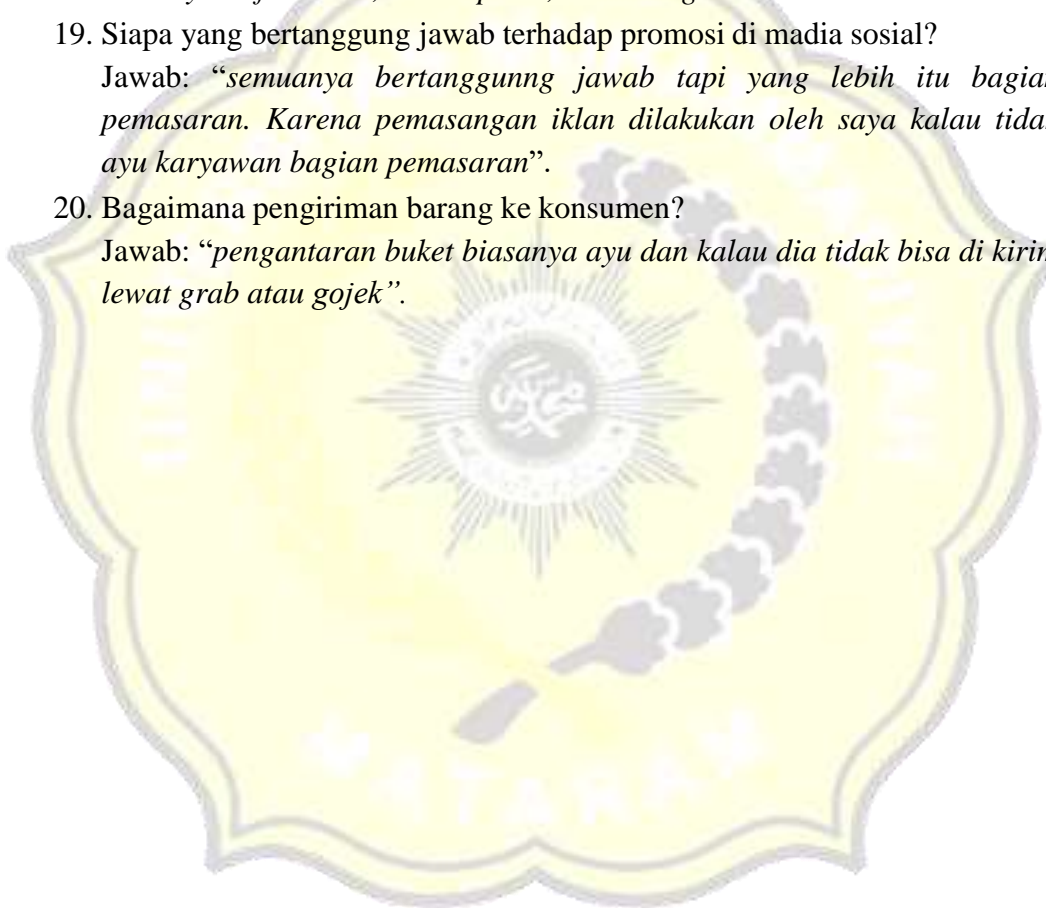 19. Siapa yang bertanggung jawab terhadap promosi di madia sosial?
Jawab: “semuanya bertanggunng jawab tapi yang lebih itu bagian
pemasaran. Karena pemasangan iklan dilakukan oleh saya kalau tidak
ayu karyawan bagian pemasaran”.
20. Bagaimana pengiriman barang ke konsumen?
Jawab: “pengantaran buket biasanya ayu dan kalau dia tidak bisa di kirim
lewat grab atau gojek”.
MATARAM